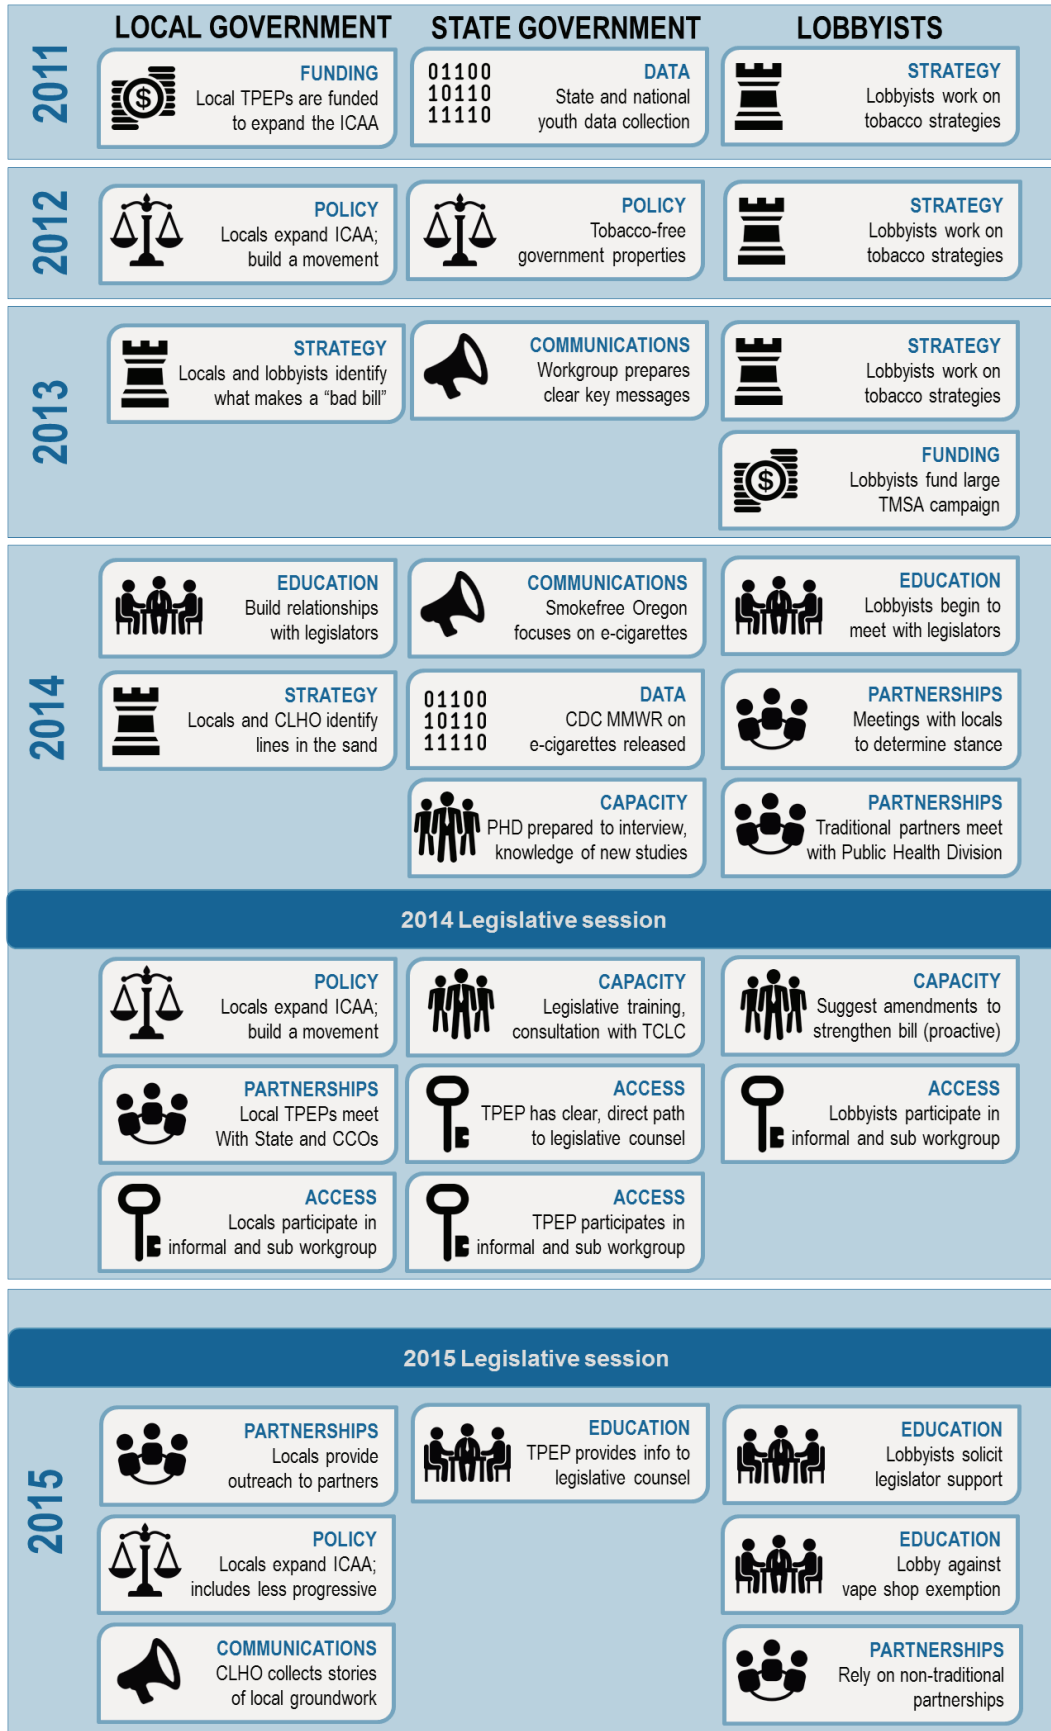 LOCAL GOVERNMENT
STATE GOVERNMENT
LOBBYISTS
2011
FUNDING
Local TPEPs are funded
to expand the ICAA
01100
10110
11110
DATA
State and national
youth data collection
STRATEGY
Lobbyists work on
tobacco strategies
2012
POLICY
Locals expand ICAA;
build a movement
POLICY
Tobacco-free
government properties
STRATEGY
Lobbyists work on
tobacco strategies
2013
STRATEGY
Locals and lobbyists identify
what makes a “bad bill”
COMMUNICATIONS
Workgroup prepares
clear key messages
STRATEGY
Lobbyists work on
tobacco strategies
FUNDING
Lobbyists fund large
TMSA campaign
2014
EDUCATION
Build relationships
with legislators
COMMUNICATIONS
Smokefree Oregon
focuses on e-cigarettes
EDUCATION
Lobbyists begin to
meet with legislators
STRATEGY
Locals and CLHO identify
lines in the sand
01100
10110
11110
DATA
CDC MMWR on
e-cigarettes released
PARTNERSHIPS
Meetings with locals
to determine stance
CAPACITY
PHD prepared to interview,
knowledge of new studies
PARTNERSHIPS
Traditional partners meet
with Public Health Division
2014 Legislative session
POLICY
Locals expand ICAA;
build a movement
CAPACITY
Legislative training,
consultation with TCLC
CAPACITY
Suggest amendments to
strengthen bill (proactive)
PARTNERSHIPS
Local TPEPs meet
With State and CCOs
ACCESS
TPEP has clear, direct path
to legislative counsel
ACCESS
Lobbyists participate in
informal and sub workgroup
ACCESS
Locals participate in
informal and sub workgroup
ACCESS
TPEP participates in
informal and sub workgroup
2015 Legislative session
2015
PARTNERSHIPS
Locals provide
outreach to partners
EDUCATION
TPEP provides info to
legislative counsel
EDUCATION
Lobbyists solicit
legislator support
POLICY
Locals expand ICAA;
includes less progressive
EDUCATION
Lobby against
vape shop exemption
COMMUNICATIONS
CLHO collects stories
of local groundwork
PARTNERSHIPS
Rely on non-traditional
partnerships